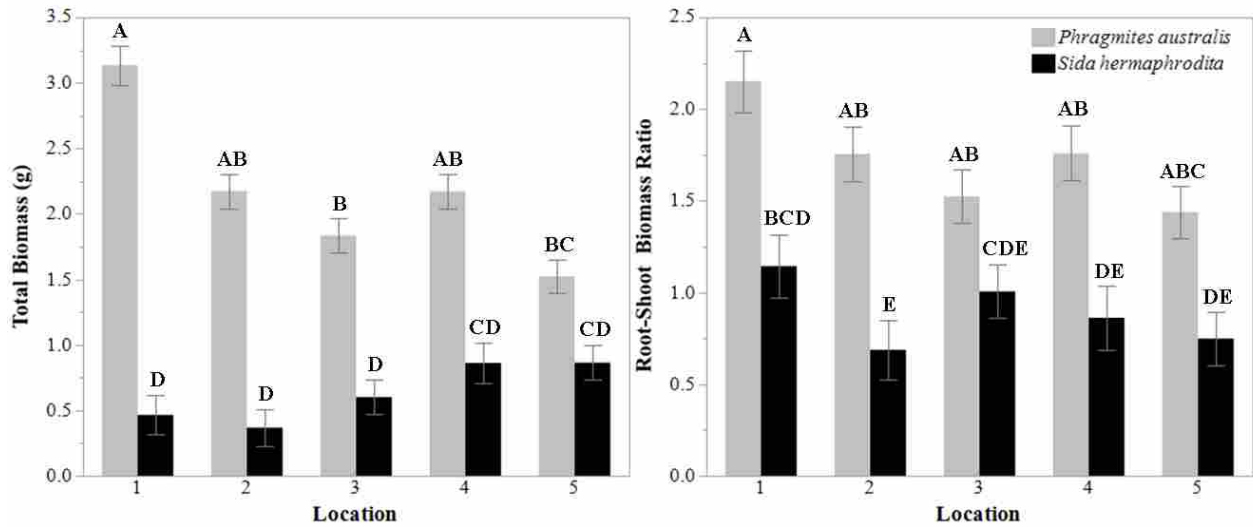 Total Biomass (g)
3.5
3.0
2.5
2.0
1.5
1.0
0.5
0.0
A
D
AB
D
B
D
AB
CD
BC
CD
1 2 3 4 5
Location
Root-Shoot Biomass Ratio
2.5
2.0
1.5
1.0
0.5
0.0
Phragmites australis
Sida hermaphrodita
A
BCD
AB
E
AB
CDE
AB
DE
ABC
DE
1 2 3 4 5
Location